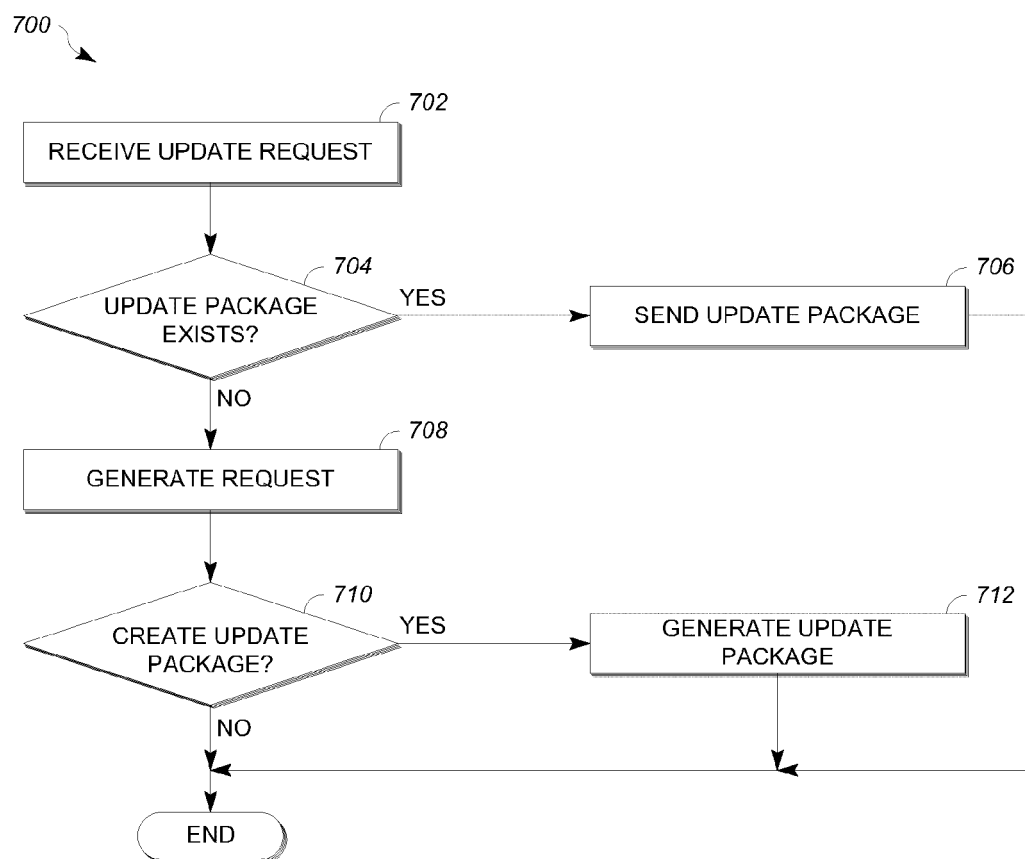 700
702
RECEIVE UPDATE REQUEST
704
UPDATE PACKAGE
EXISTS?
YES
706
SEND UPDATE PACKAGE
NO
708
GENERATE REQUEST
710
CREATE UPDATE
PACKAGE?
YES
712
GENERATE UPDATE
PACKAGE
NO
END